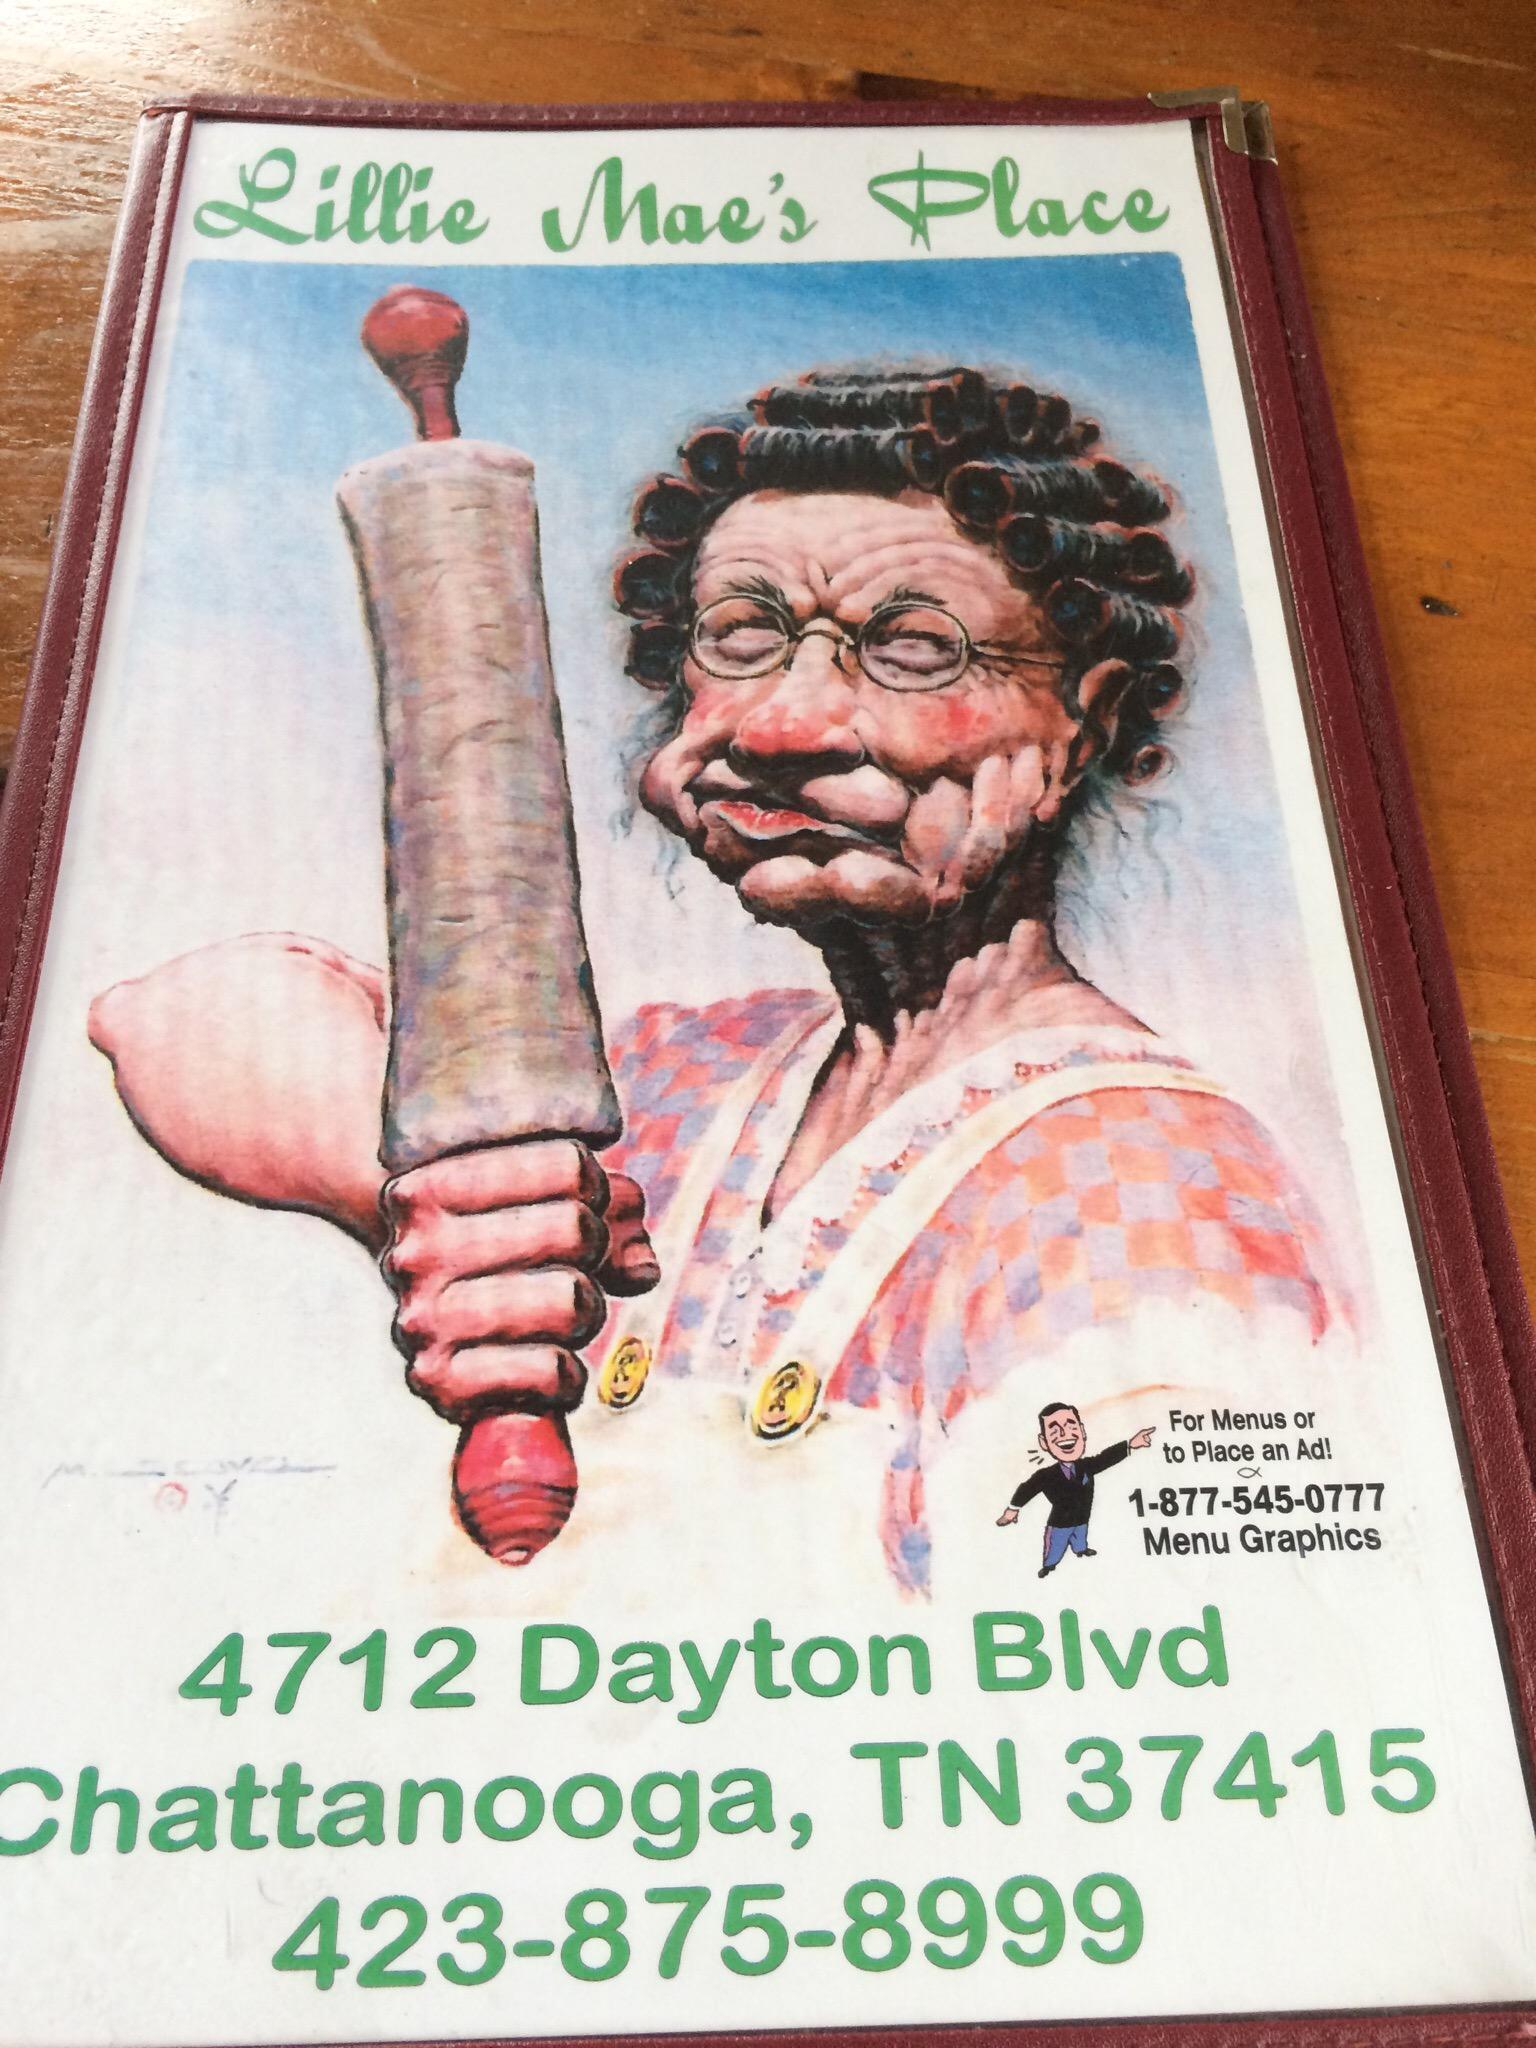 Lillie Mae's Place
For Menus or
to Place an Ad!
1-877-545-0777
Menu Graphics
4712 Dayton Blvd
Chattanooga, TN 37415
423-875-8999